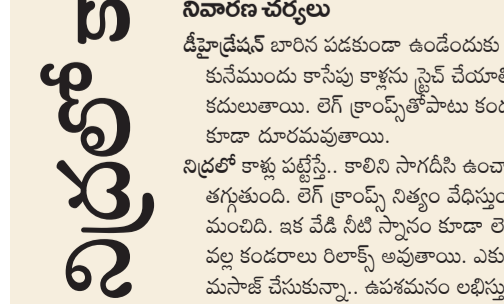 నిద్రలో
నివారణ చర్యలు
డీహైడ్రేషన్ బారిన పడకుండా ఉండేందుకు
కునేముందు కాసేపు కాళ్లను స్ట్రెచ్ చేయా
కదులుతాయి. లెగ్ క్రాంప్స్‌తోపాటు కం
కూడా దూరమవుతాయి.
నిద్రలో కాళ్లు పట్టేస్తే.. కాలిని సాగదీసి ఉంచా
తగ్గుతుంది. లెగ్ క్రాంప్స్ నిత్యం వేధిస్తుం
మంచిది. ఇక వేడి నీటి స్నానం కూడా లె
వల్ల కండరాలు రిలాక్స్ అవుతాయి. ఎకు
మసాజ్ చేసుకున్నా.. ఉపశమనం లభిస్తు